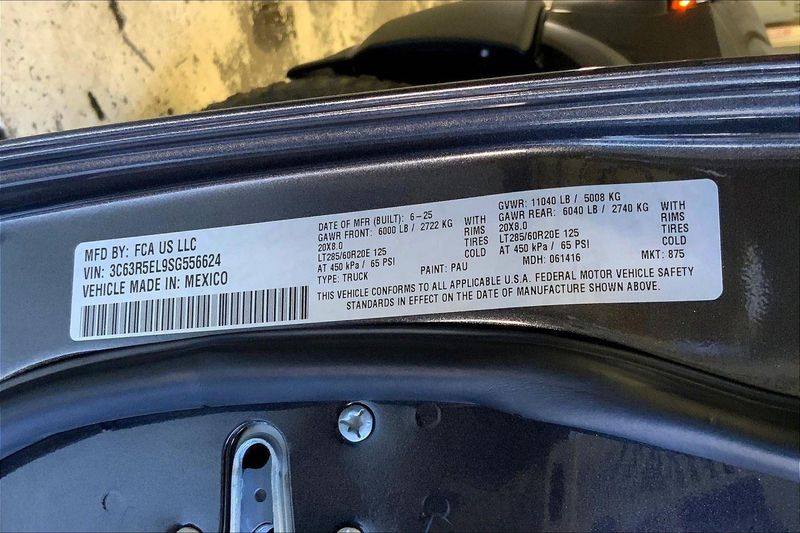 MFD BY: FCA US LLC
VIN: 3C63R5EL9SG556624
VEHICLE MADE IN: MEXICO
DATE OF MFR (BUILT): 6-25
GAWR FRONT: 6000 LB / 2722 KG WITH
20X8.0 RIMS
LT285/60R20E 125 TIRES
AT 450 kPa / 65 PSI COLD
TYPE: TRUCK PAINT: PAU
GVWR: 11040 LB / 5008 KG
GAWR REAR: 6040 LB / 2740 KG WITH
20X8.0 RIMS
LT285/60R20E 125 TIRES
AT 450 kPa / 65 PSI COLD
MDH: 061416 MKT: 875
THIS VEHICLE CONFORMS TO ALL APPLICABLE U.S.A. FEDERAL MOTOR VEHICLE SAFETY
STANDARDS IN EFFECT ON THE DATE OF MANUFACTURE SHOWN ABOVE.